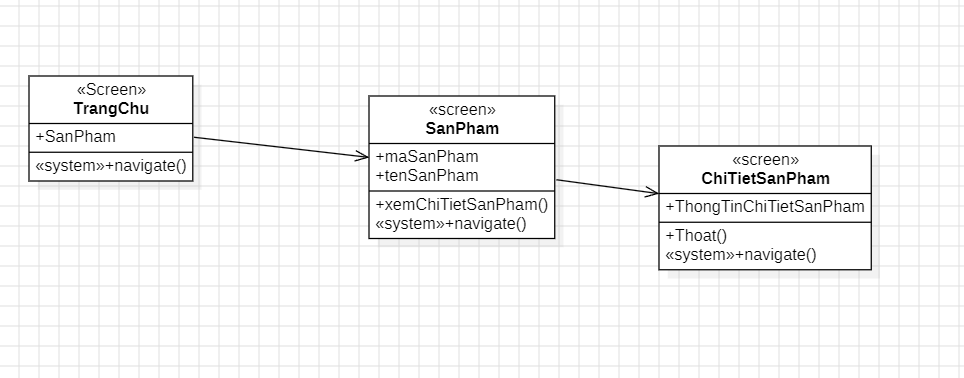 «Screen»
TrangChu
+SanPham
«system»+navigate()
«screen»
SanPham
+maSanPham
+tenSanPham
+xemChiTietSanPham()
«system»+navigate()
«screen»
ChiTietSanPham
+ThongTinChiTietSanPham
+Thoat()
«system»+navigate()